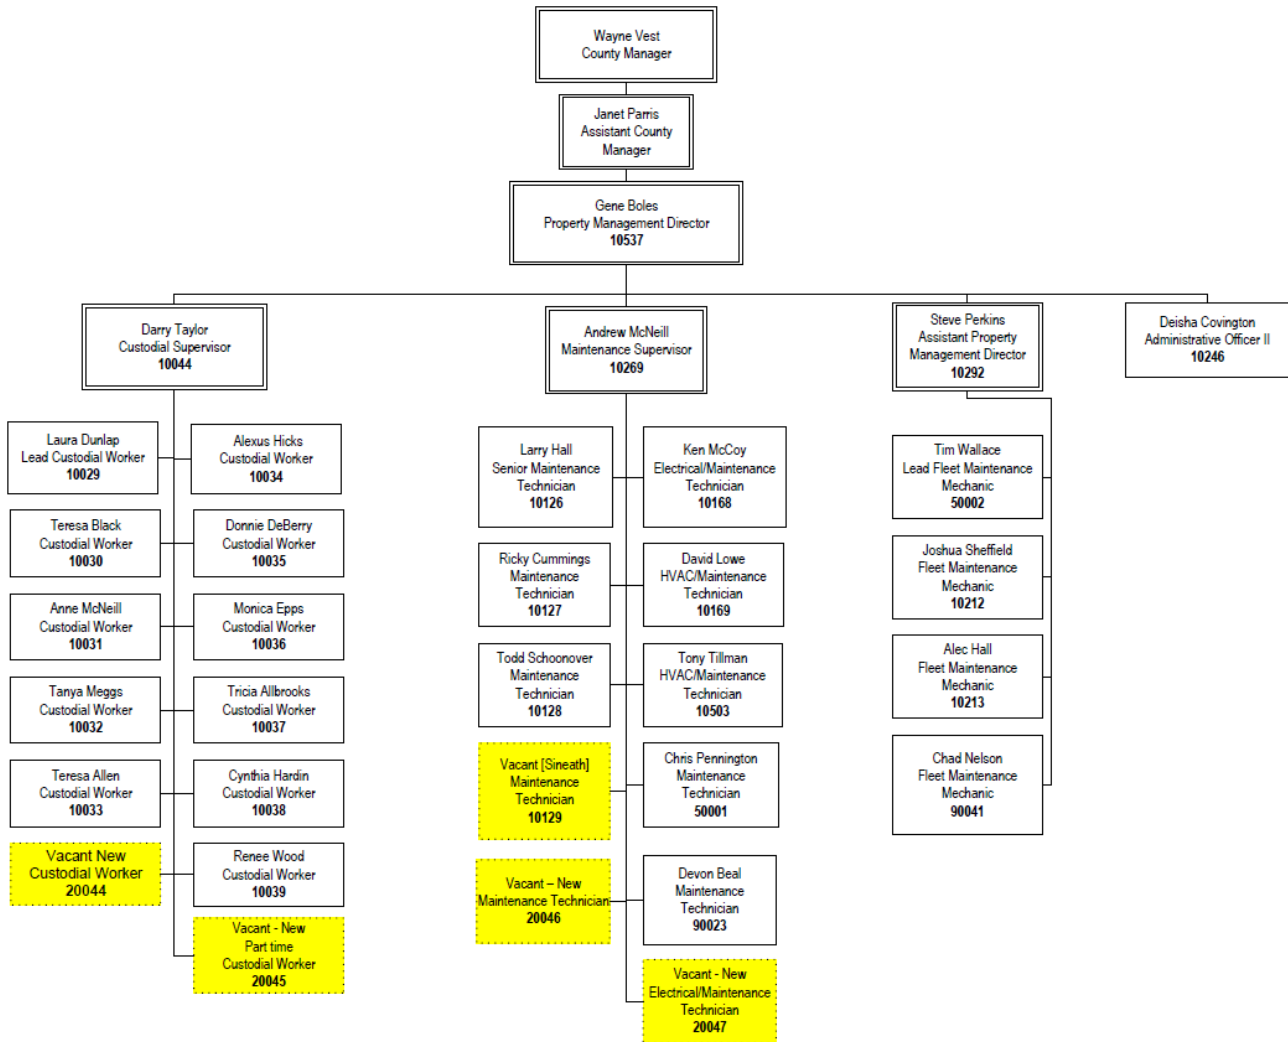 Wayne Vest
County Manager
Janet Parris
Assistant County
Manager
Gene Boles
Property Management Director
10537
Darry Taylor
Custodial Supervisor
10044
Andrew McNeill
Maintenance Supervisor
10269
Steve Perkins
Assistant Property
Management Director
10292
Deisha Covington
Administrative Officer II
10246
Laura Dunlap
Lead Custodial Worker
10029
Alexus Hicks
Custodial Worker
10034
Teresa Black
Custodial Worker
10030
Donnie DeBerry
Custodial Worker
10035
Anne McNeill
Custodial Worker
10031
Monica Epps
Custodial Worker
10036
Tanya Meggs
Custodial Worker
10032
Tricia Allbrooks
Custodial Worker
10037
Teresa Allen
Custodial Worker
10033
Cynthia Hardin
Custodial Worker
10038
Vacant New
Custodial Worker
20044
Renee Wood
Custodial Worker
10039
Vacant - New
Part time
Custodial Worker
20045
Larry Hall
Senior Maintenance
Technician
10126
Ken McCoy
Electrical/Maintenance
Technician
10168
Ricky Cummings
Maintenance
Technician
10127
David Lowe
HVAC/Maintenance
Technician
10169
Todd Schoonover
Maintenance
Technician
10128
Tony Tillman
HVAC/Maintenance
Technician
10503
Vacant [Sineath]
Maintenance
Technician
10129
Chris Pennington
Maintenance
Technician
50001
Vacant – New
Maintenance Technician
20046
Devon Beal
Maintenance
Technician
90023
Vacant - New
Electrical/Maintenance
Technician
20047
Tim Wallace
Lead Fleet Maintenance
Mechanic
50002
Joshua Sheffield
Fleet Maintenance
Mechanic
10212
Alec Hall
Fleet Maintenance
Mechanic
10213
Chad Nelson
Fleet Maintenance
Mechanic
90041